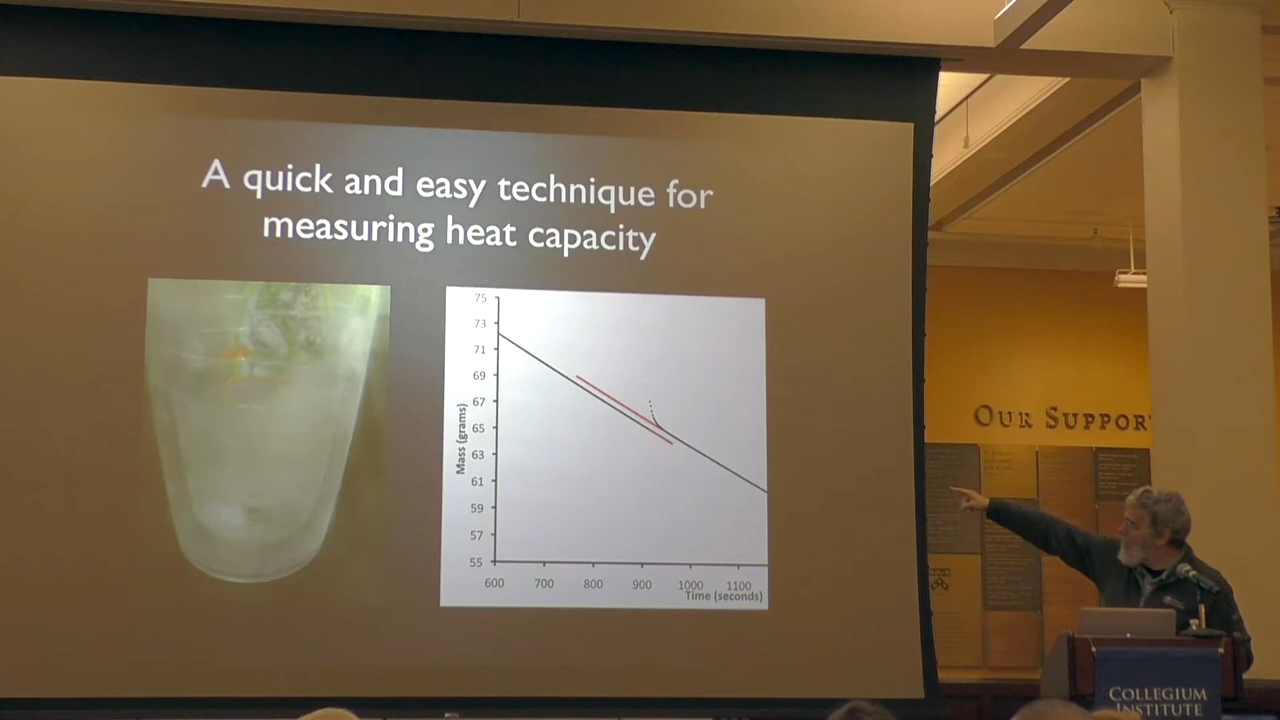 A quick and easy technique for
measuring heat capacity
75
73
71
69
67
65
63
61
59
57
55
Mass (grams)
600 700 800 900 1000 1100
Time (seconds)
OUR SUPPOR
COLLEGIUM
INSTITUTE